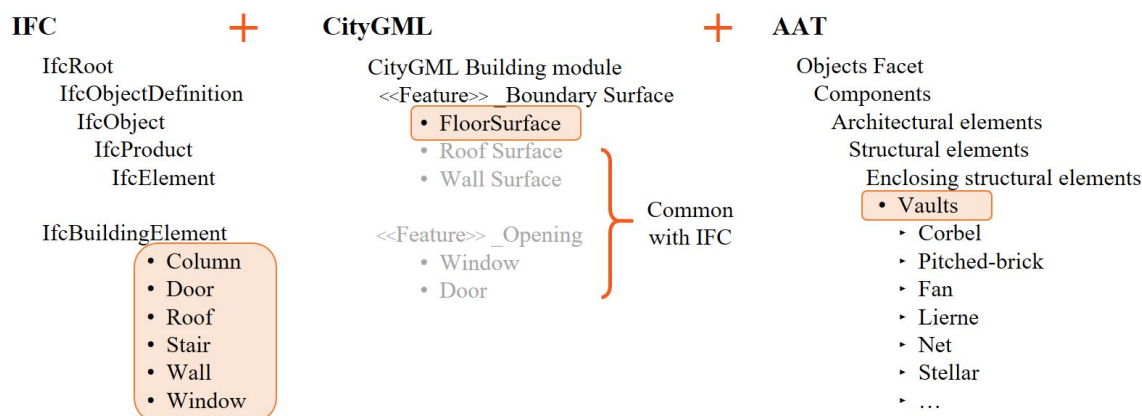 IFC
+
CityGML
+
AAT
IfcRoot
IfcObjectDefinition
IfcObject
IfcProduct
IfcElement
IfcBuildingElement
• Column
• Door
• Roof
• Stair
• Wall
• Window
CityGML Building module
<<Feature>> _Boundary Surface
• FloorSurface
• Roof Surface
• Wall Surface
<<Feature>> _Opening
• Window
• Door
Common
with IFC
Objects Facet
Components
Architectural elements
Structural elements
Enclosing structural elements
• Vaults
‣ Corbel
‣ Pitched-brick
‣ Fan
‣ Lierne
‣ Net
‣ Stellar
‣ …